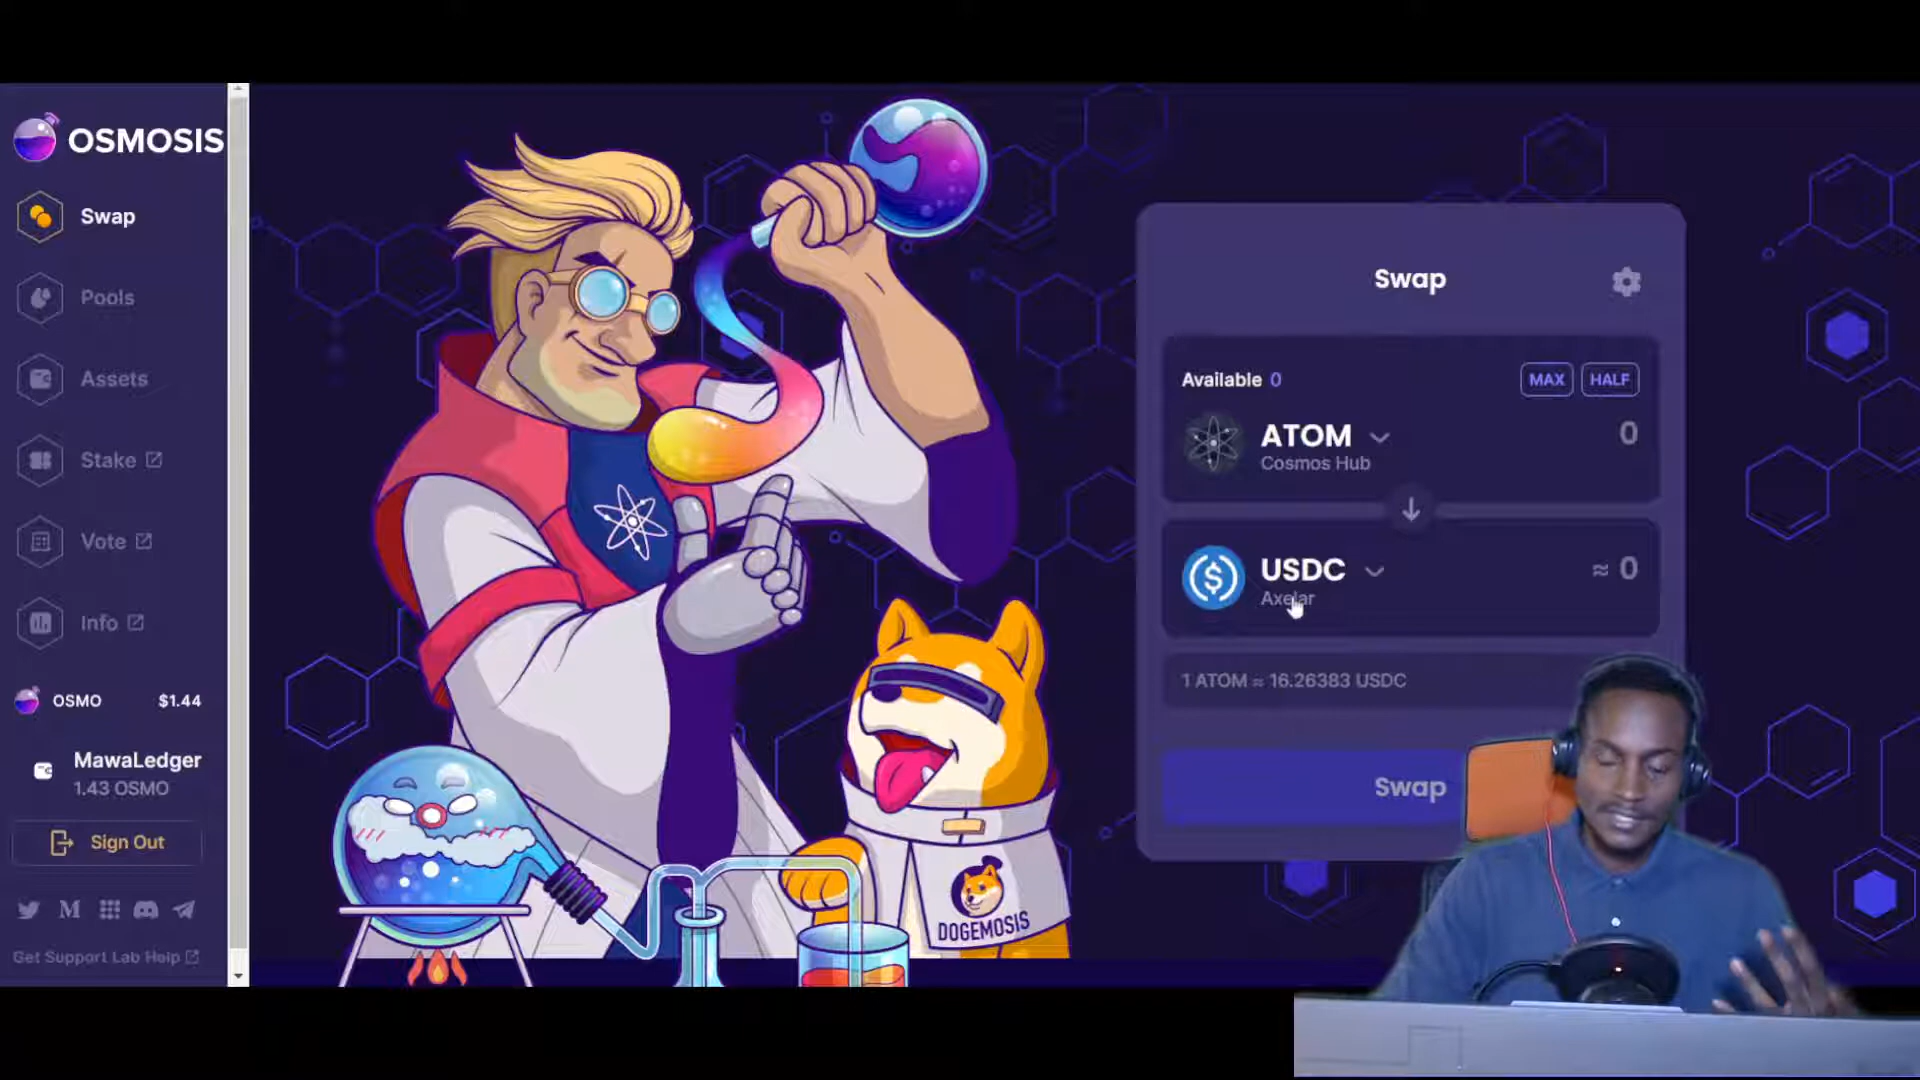 OSMOSIS
Swap
Pools
Assets
Stake
Vote
Info
OSMO $1.44
MawaLedger
1.43 OSMO
Sign Out
Get Support Lab Help
DOGEMOSIS
Swap
Available 0 MAX HALF
ATOM 0
Cosmos Hub
USDC ≈ 0
Axelar
1 ATOM ≈ 16.26383 USDC
Swap